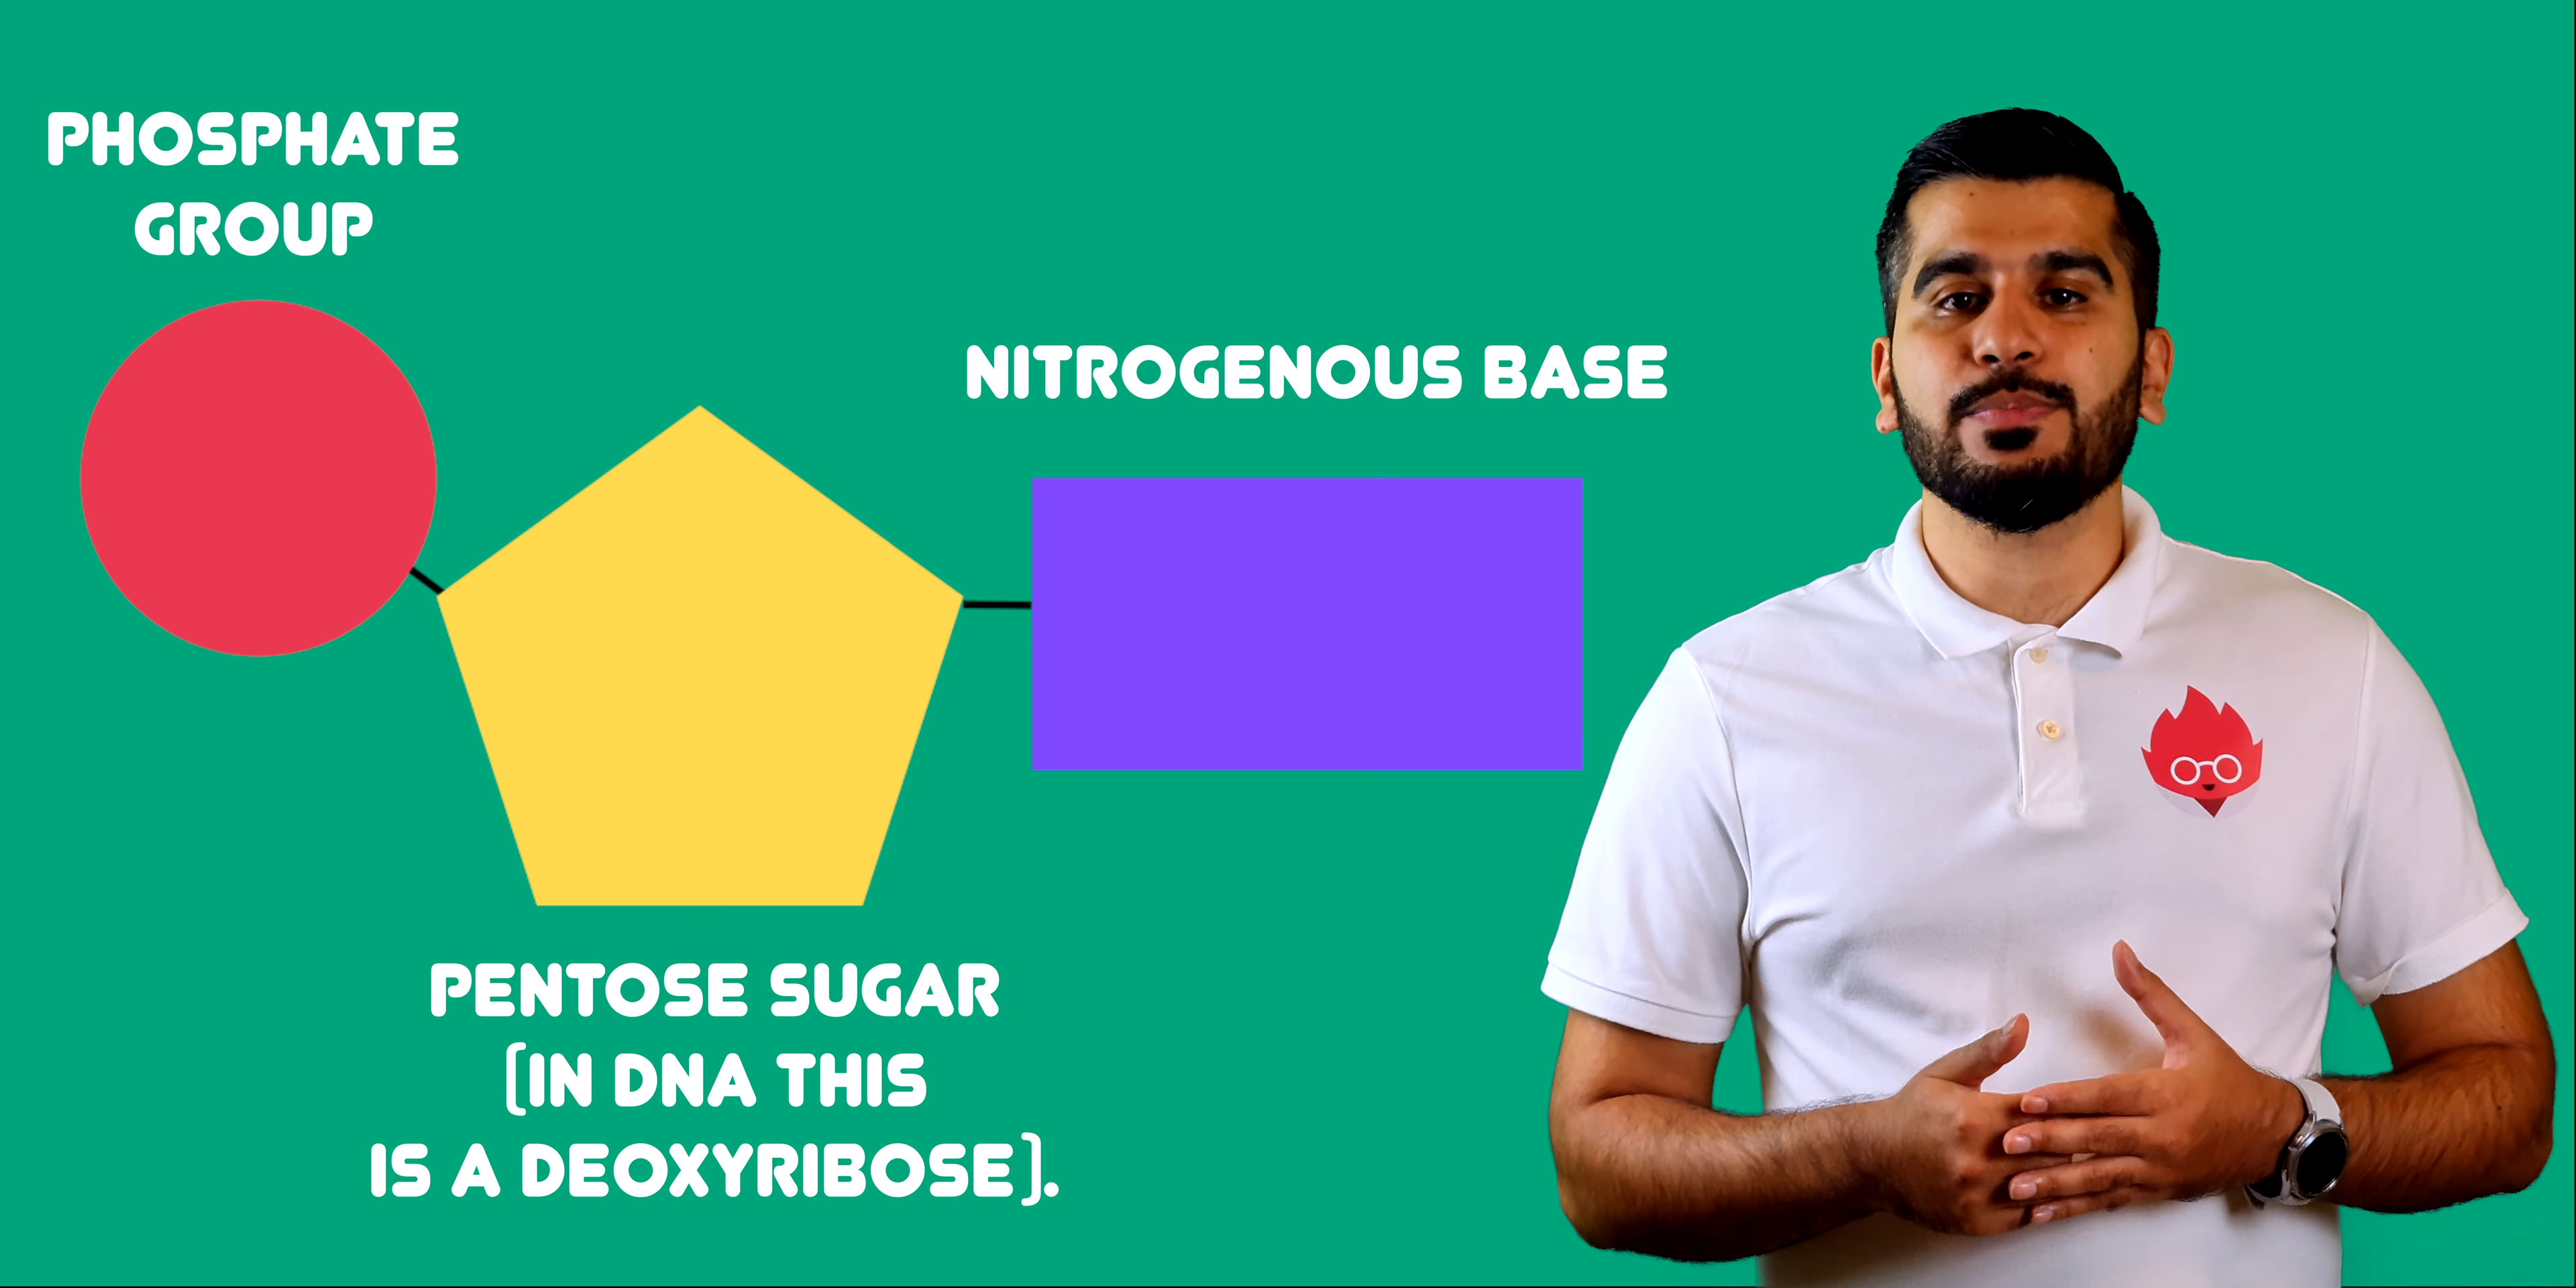 PHOSPHATE
GROUP
NITROGENOUS BASE
PENTOSE SUGAR
(IN DNA THIS
IS A DEOXYRIBOSE).